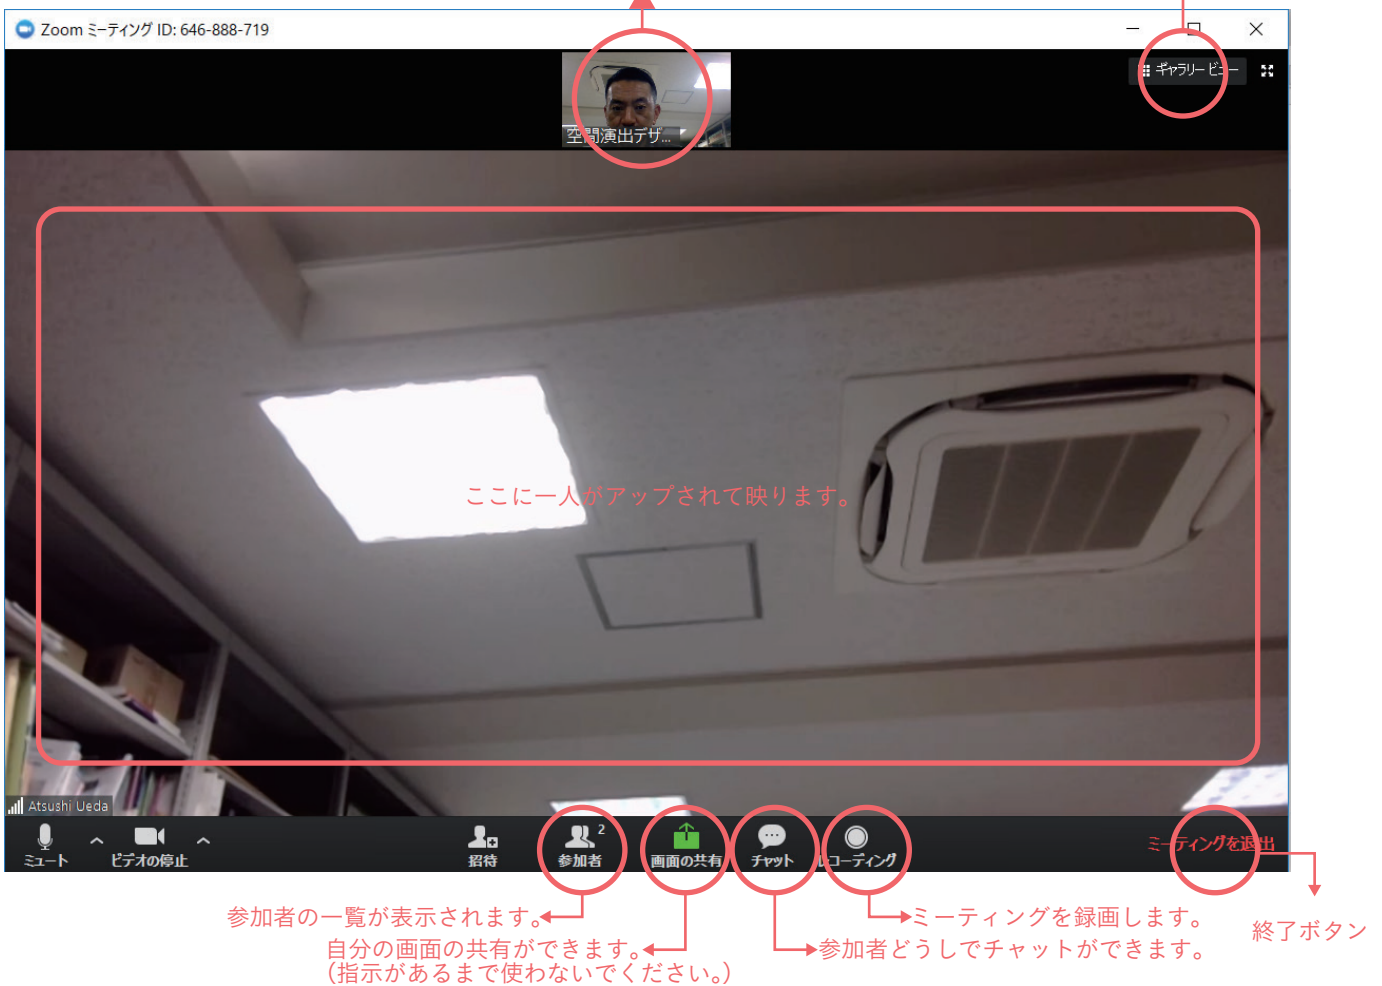 Zoom ミーティング ID: 646-888-719
ギャラリー ビュー
空間演出デザ...
ここに一人がアップされて映ります。
Atsushi Ueda
ミュート
ビデオの停止
招待
参加者
2
画面の共有
チャット
レコーディング
ミーティングを退出
参加者の一覧が表示されます。
ミーティングを録画します。
終了ボタン
自分の画面の共有ができます。
参加者どうしでチャットができます。
(指示があるまで使わないでください。)